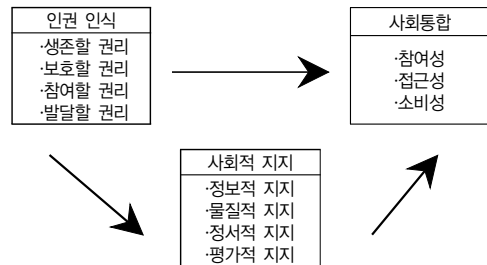 인권 인식
·생존할 권리
·보호할 권리
·참여할 권리
·발달할 권리
사회통합
·참여성
·접근성
·소비성
사회적 지지
·정보적 지지
·물질적 지지
·정서적 지지
·평가적 지지